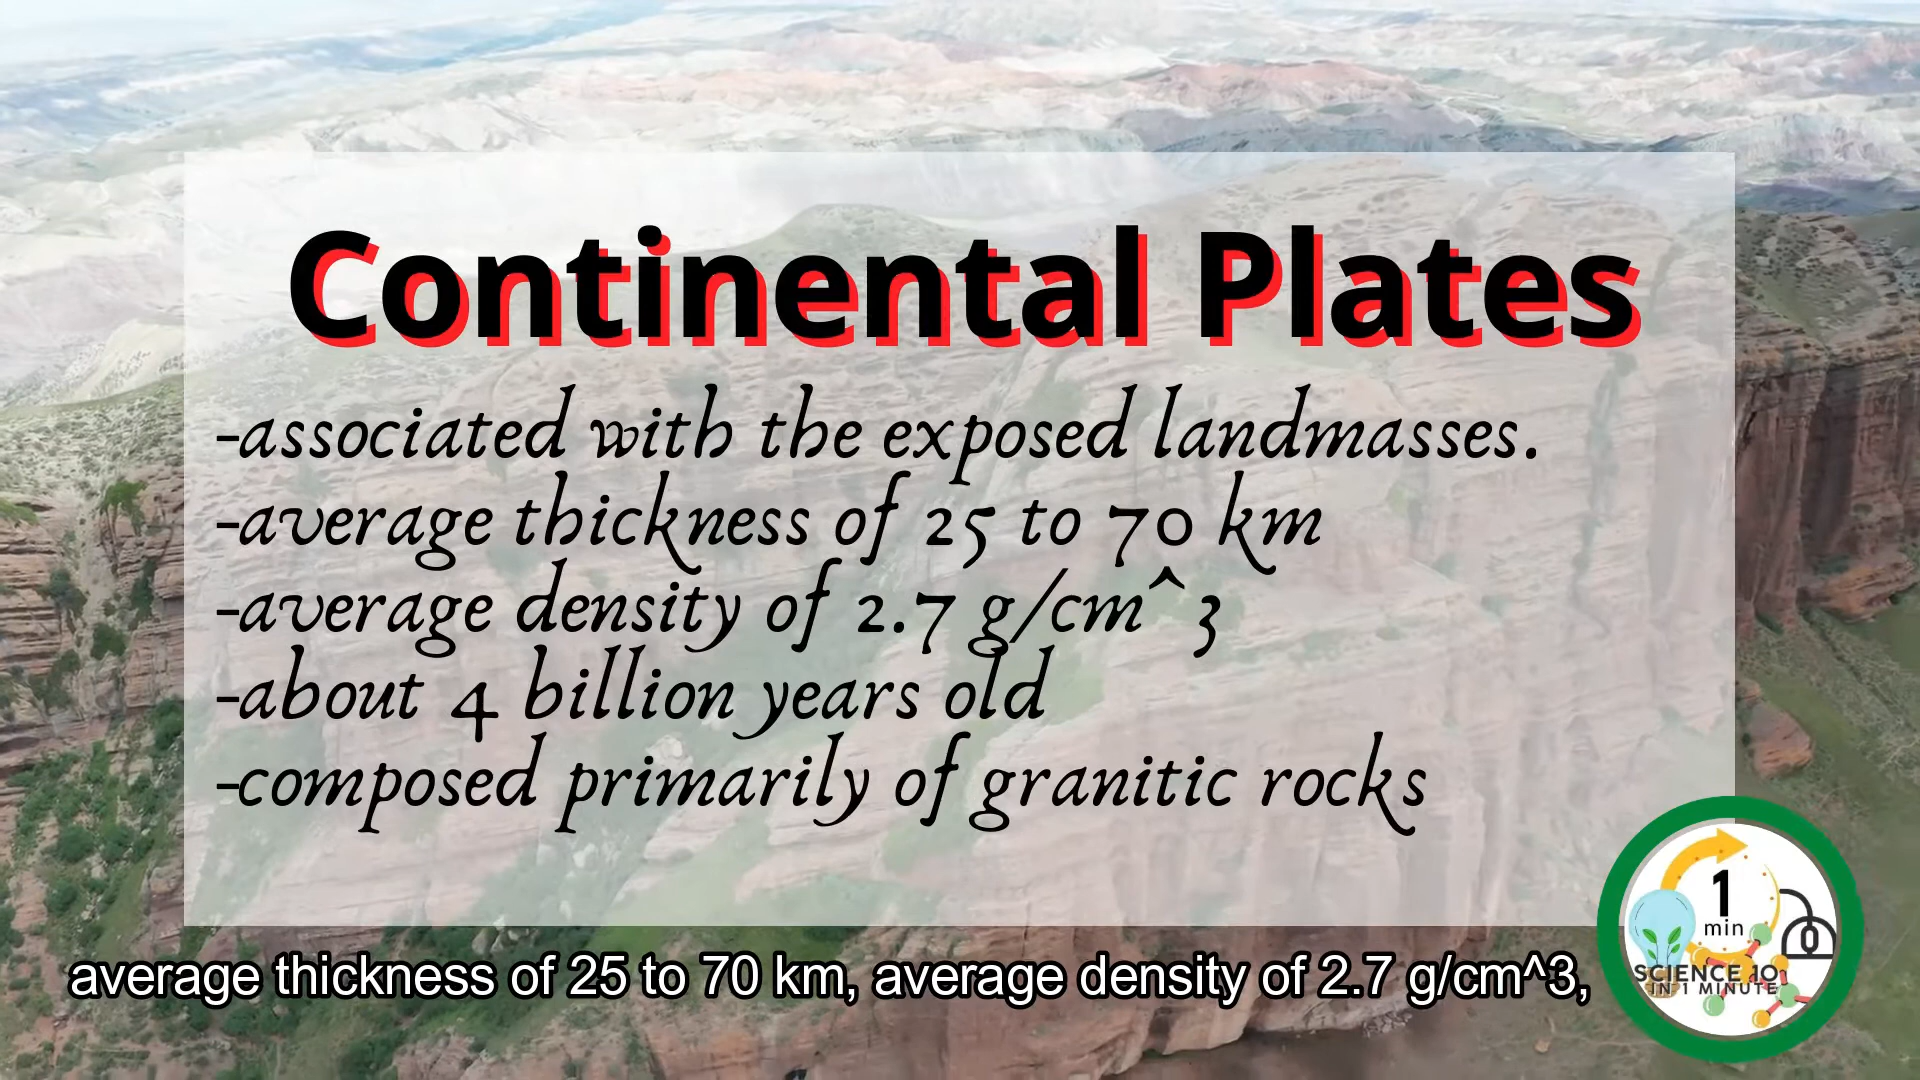 Continental Plates
-associated with the exposed landmasses.
-average thickness of 25 to 70 km
-average density of 2.7 g/cm^3
-about 4 billion years old
-composed primarily of granitic rocks
1
min
SCIENCE 10
IN 1 MINUTE
average thickness of 25 to 70 km, average density of 2.7 g/cm^3,